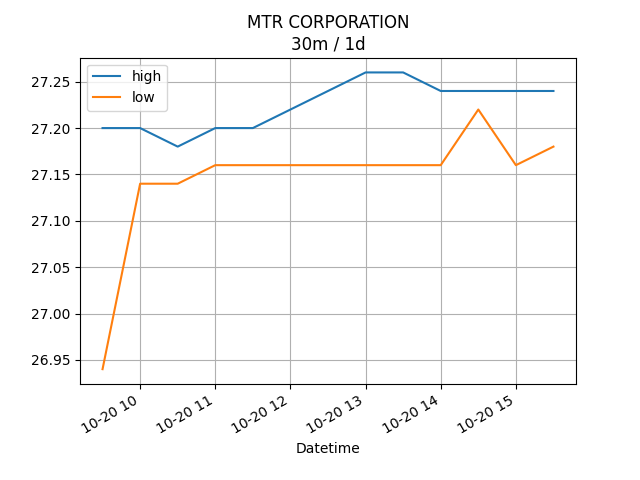 MTR CORPORATION
30m / 1d
high
low
27.25
27.20
27.15
27.10
27.05
27.00
26.95
10-20 10
10-20 11
10-20 12
10-20 13
10-20 14
10-20 15
Datetime